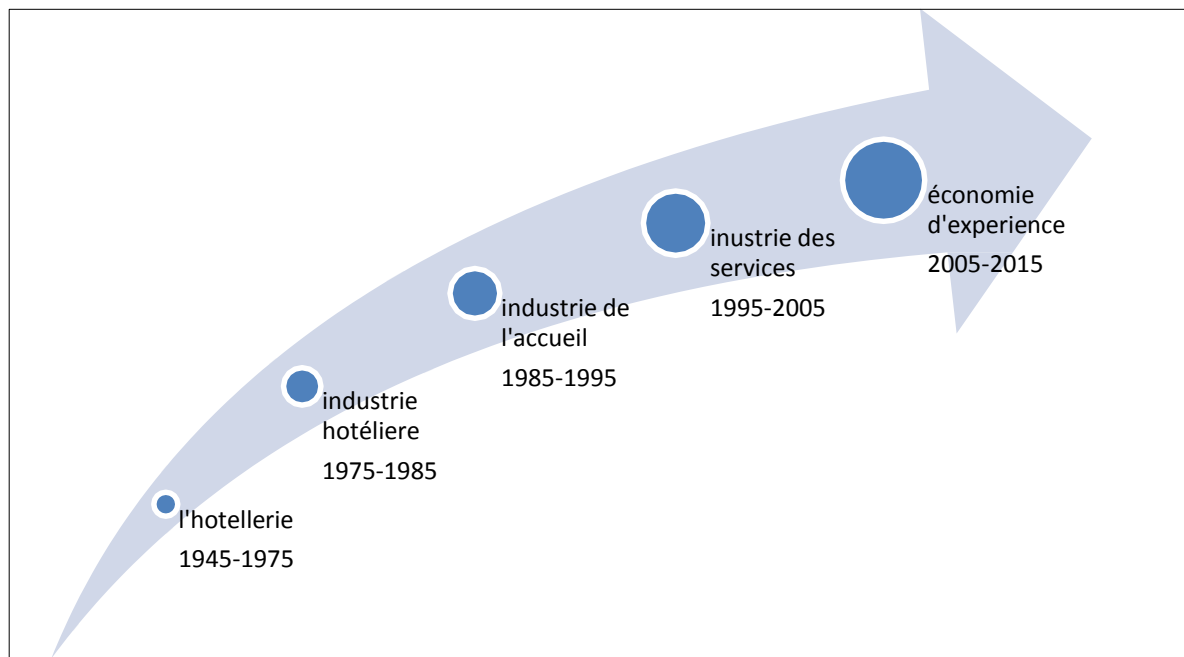 l'hotellerie
1945-1975
industrie
hotéliere
1975-1985
industrie de
l'accueil
1985-1995
inustrie des
services
1995-2005
économie
d'experience
2005-2015